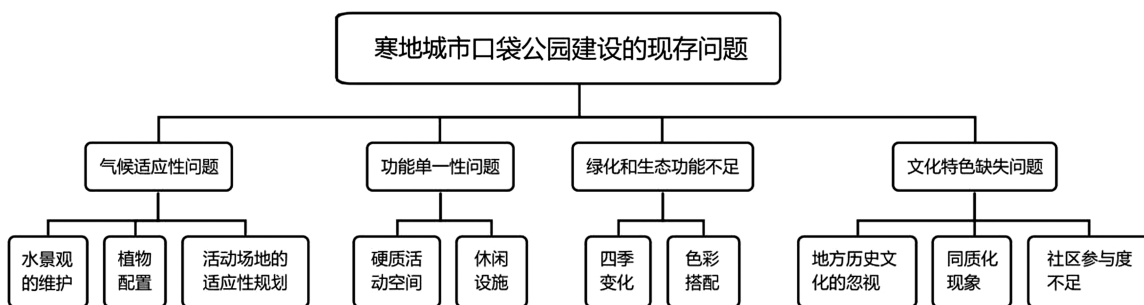 寒地城市口袋公园建设的现存问题
气候适应性问题
功能单一性问题
绿化和生态功能不足
文化特色缺失问题
水景观
的维护
植物
配置
活动场地的
适应性规划
硬质活
动空间
休闲
设施
四季
变化
色彩
搭配
地方历史文
化的忽视
同质化
现象
社区参与度
不足